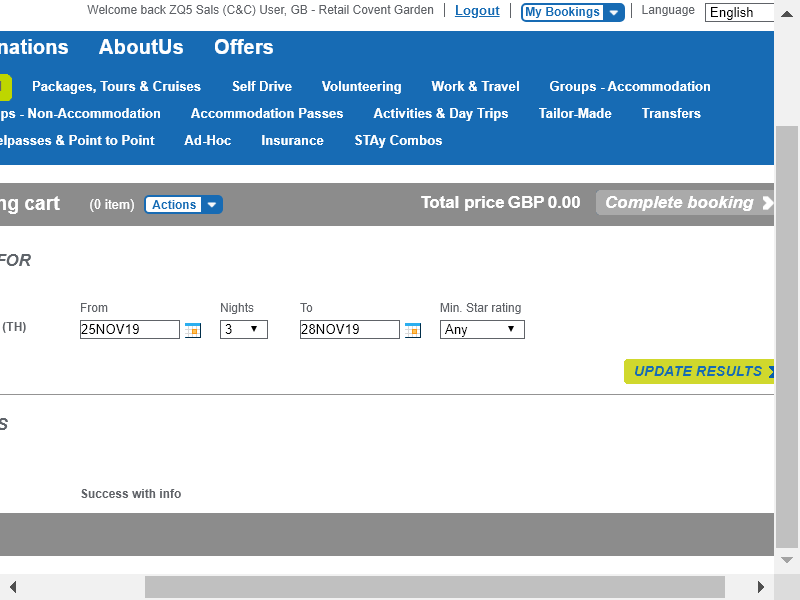 Welcome back ZQ5 Sals (C&C) User, GB - Retail Covent Garden Logout My Bookings Language English
nations AboutUs Offers
Packages, Tours & Cruises Self Drive Volunteering Work & Travel Groups - Accommodation
ps - Non-Accommodation Accommodation Passes Activities & Day Trips Tailor-Made Transfers
elpasses & Point to Point Ad-Hoc Insurance STAy Combos
ng cart (0 item) Actions Total price GBP 0.00 Complete booking
FOR
From Nights To Min. Star rating
(TH) 25NOV19 3 28NOV19 Any
UPDATE RESULTS
S
Success with info